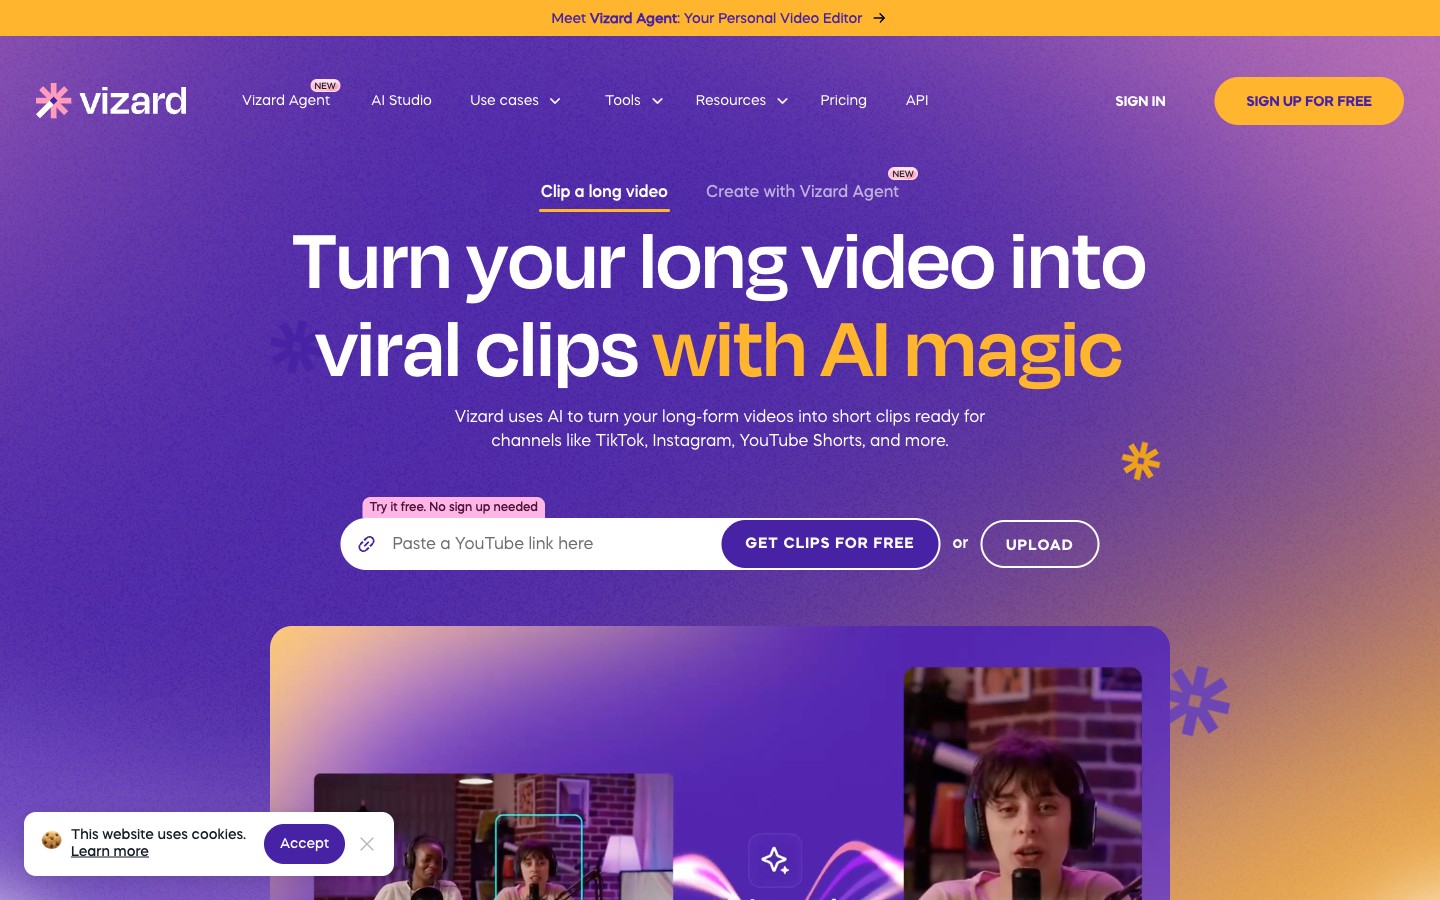 Meet Vizard Agent: Your Personal Video Editor
vizard
Vizard Agent
NEW
AI Studio
Use cases
Tools
Resources
Pricing
API
SIGN IN
SIGN UP FOR FREE
Clip a long video
Create with Vizard Agent
NEW
Turn your long video into
viral clips with AI magic
Vizard uses AI to turn your long-form videos into short clips ready for
channels like TikTok, Instagram, YouTube Shorts, and more.
Try it free. No sign up needed
Paste a YouTube link here
GET CLIPS FOR FREE
or
UPLOAD
This website uses cookies.
Learn more
Accept